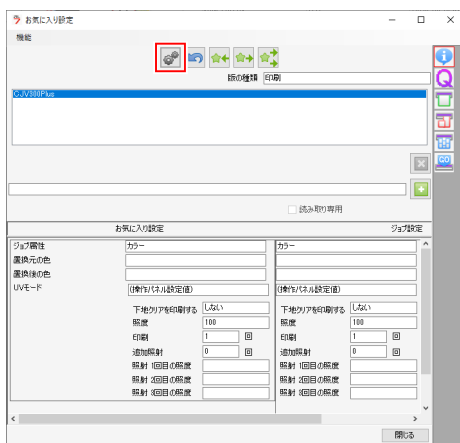 お気に入り設定
機能
版の種類 印刷
CJV300Plus
読み取り専用
お気に入り設定 ジョブ設定
ジョブ属性 カラー カラー
置換元の色
置換後の色
UVモード (操作パネル設定値) (操作パネル設定値)
下地クリアを印刷する しない 下地クリアを印刷する しない
照度 100 照度 100
印刷 1 回 印刷 1 回
追加照射 0 回 追加照射 0 回
照射 1回目の照度 照射 1回目の照度
照射 2回目の照度 照射 2回目の照度
照射 3回目の照度 照射 3回目の照度
閉じる
Q
GO